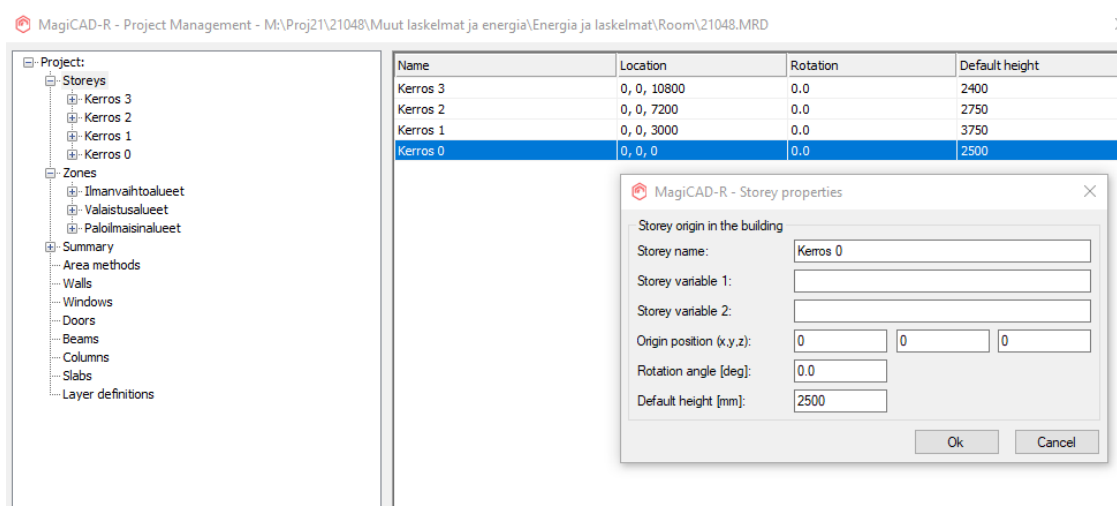 MagiCAD-R - Project Management - M:\Proj21\21048\Muut laskelmat ja energia\Energia ja laskelmat\Room\21048.MRD
Project:
Storeys
Kerros 3
Kerros 2
Kerros 1
Kerros 0
Zones
Ilmanvaihtoalueet
Valaistusalueet
Paloilmaisinalueet
Summary
Area methods
Walls
Windows
Doors
Beams
Columns
Slabs
Layer definitions
Name Location Rotation Default height
Kerros 3 0, 0, 10800 0.0 2400
Kerros 2 0, 0, 7200 0.0 2750
Kerros 1 0, 0, 3000 0.0 3750
Kerros 0 0, 0, 0 0.0 2500
MagiCAD-R - Storey properties
Storey origin in the building
Storey name: Kerros 0
Storey variable 1:
Storey variable 2:
Origin position (x,y,z): 0 0 0
Rotation angle [deg]: 0.0
Default height [mm]: 2500
Ok Cancel